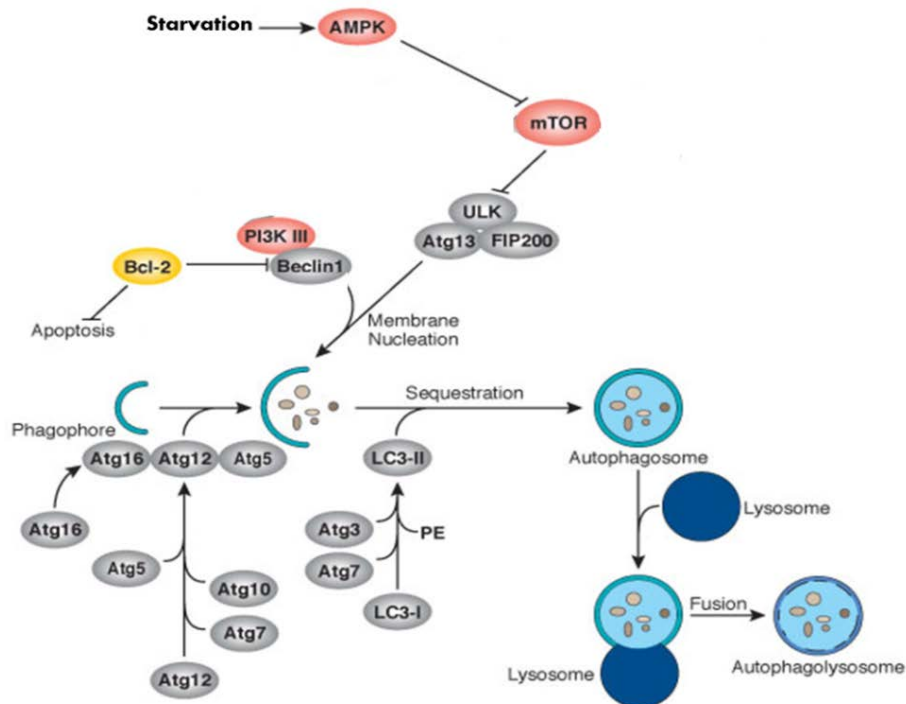 Starvation
AMPK
mTOR
ULK
Atg13
FIP200
PI3K III
Bcl-2
Beclin1
Apoptosis
Membrane
Nucleation
Phagophore
Sequestration
Atg16
Atg12
Atg5
LC3-II
Autophagosome
Atg16
Atg3
PE
Lysosome
Atg5
Atg7
Atg10
LC3-I
Fusion
Atg7
Lysosome
Autophagolysosome
Atg12